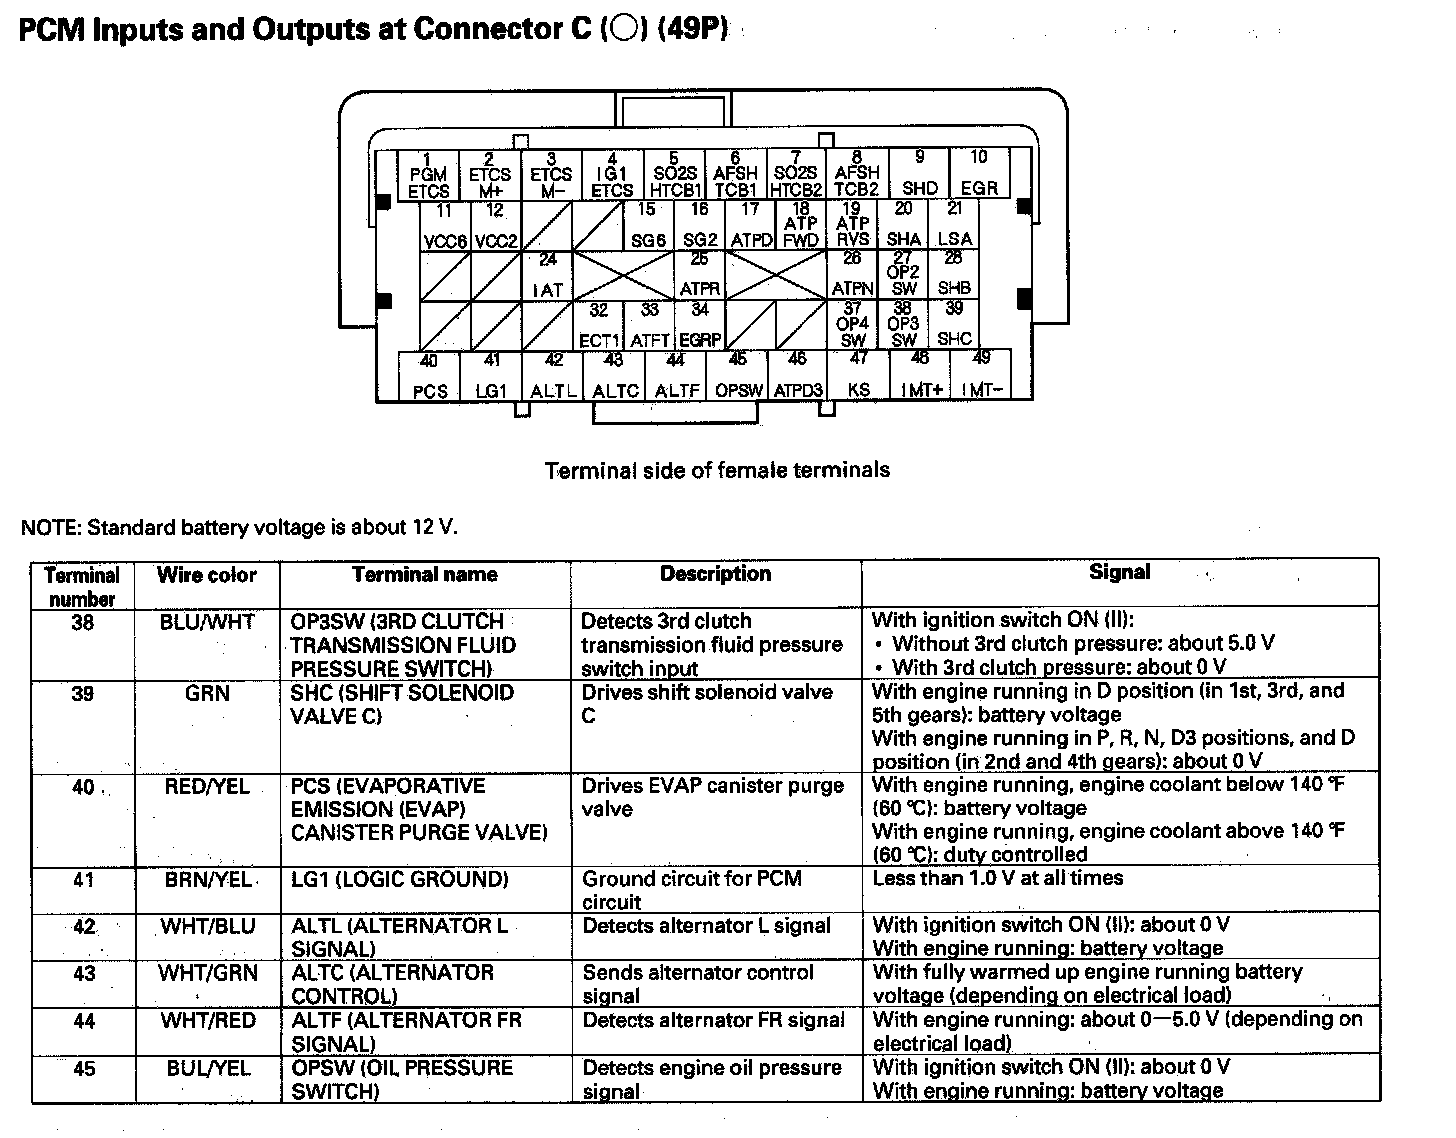 PCM Inputs and Outputs at Connector C (○) (49P)
1 2 3 4 5 6 7 8 9 10
PGM ETCS ETCS IG1 SO2S AFSH SO2S AFSH
ETCS M+ M− ETCS HTCB1 TCB1 HTCB2 TCB2 SHD EGR
11 12 15 16 17 18 19 20 21
ATP ATP
VCC6 VCC2 SG6 SG2 ATPD FWD RVS SHA LSA
24 25 26 27 28
OP2
IAT ATPR ATPN SW SHB
32 33 34 37 38 39
OP4 OP3
ECT1 ATFT EGRP SW SW SHC
40 41 42 43 44 45 46 47 48 49
PCS LG1 ALTL ALTC ALTF OPSW ATPD3 KS IMT+ IMT−
Terminal side of female terminals
NOTE: Standard battery voltage is about 12 V.
Terminal number Wire color Terminal name Description Signal
38 BLU/WHT OP3SW (3RD CLUTCH TRANSMISSION FLUID PRESSURE SWITCH) Detects 3rd clutch transmission fluid pressure switch input With ignition switch ON (II):
• Without 3rd clutch pressure: about 5.0 V
• With 3rd clutch pressure: about 0 V
39 GRN SHC (SHIFT SOLENOID VALVE C) Drives shift solenoid valve C With engine running in D position (in 1st, 3rd, and 5th gears): battery voltage
With engine running in P, R, N, D3 positions, and D position (in 2nd and 4th gears): about 0 V
40 RED/YEL PCS (EVAPORATIVE EMISSION (EVAP) CANISTER PURGE VALVE) Drives EVAP canister purge valve With engine running, engine coolant below 140 °F (60 °C): battery voltage
With engine running, engine coolant above 140 °F (60 °C): duty controlled
41 BRN/YEL LG1 (LOGIC GROUND) Ground circuit for PCM circuit Less than 1.0 V at all times
42 WHT/BLU ALTL (ALTERNATOR L SIGNAL) Detects alternator L signal With ignition switch ON (II): about 0 V
With engine running: battery voltage
43 WHT/GRN ALTC (ALTERNATOR CONTROL) Sends alternator control signal With fully warmed up engine running battery voltage (depending on electrical load)
44 WHT/RED ALTF (ALTERNATOR FR SIGNAL) Detects alternator FR signal With engine running: about 0—5.0 V (depending on electrical load)
45 BUL/YEL OPSW (OIL PRESSURE SWITCH) Detects engine oil pressure signal With ignition switch ON (II): about 0 V
With engine running: battery voltage